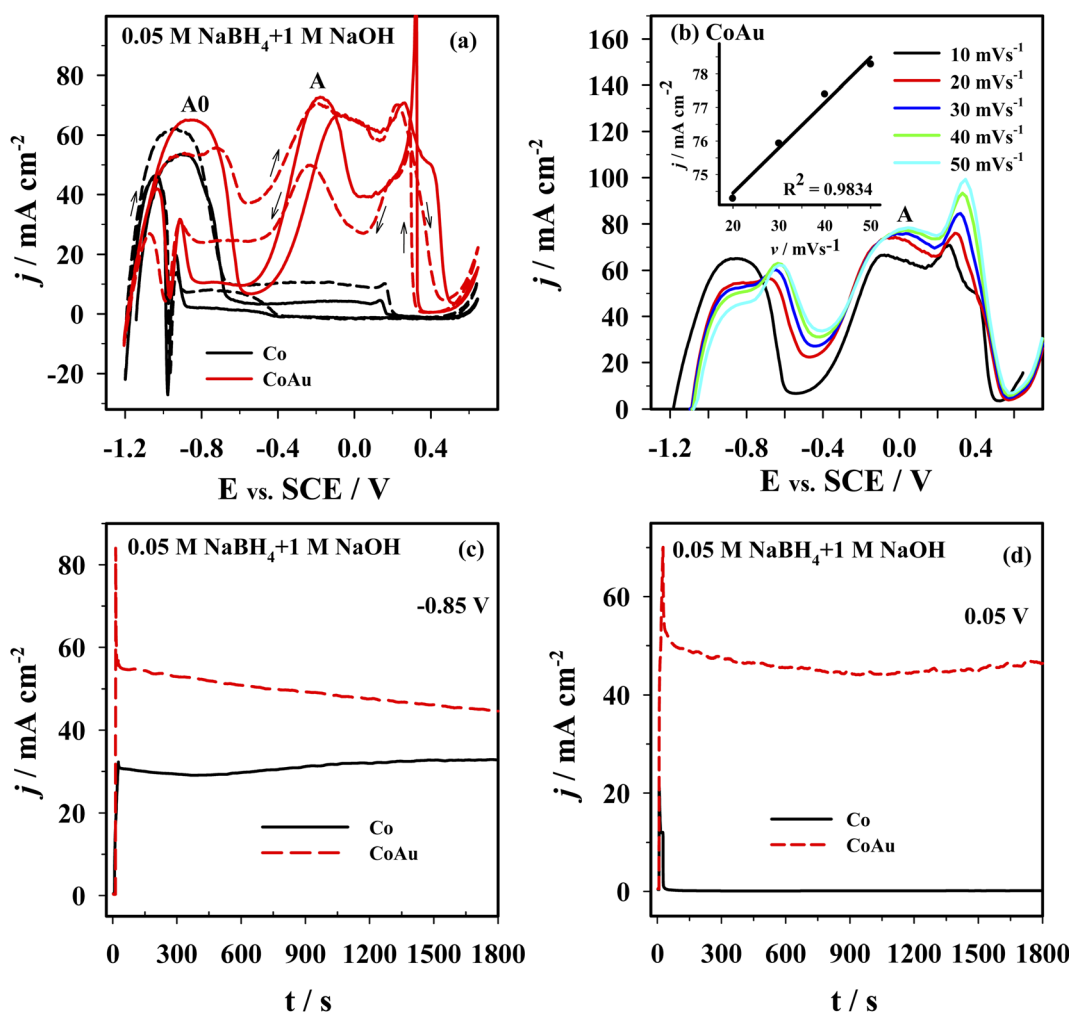 0.05 M NaBH4+1 M NaOH (a)
A0
A
80
60
40
20
0
-20
j / mA cm-2
Co
CoAu
-1.2 -0.8 -0.4 0.0 0.4
E vs. SCE / V
(b) CoAu
160
140
120
100
80
60
40
20
0
j / mA cm-2
78
77
76
75
j / mA cm-2
R2 = 0.9834
20 30 40 50
ν / mVs-1
10 mVs-1
20 mVs-1
30 mVs-1
40 mVs-1
50 mVs-1
A
-1.2 -0.8 -0.4 0.0 0.4
E vs. SCE / V
0.05 M NaBH4+1 M NaOH (c)
-0.85 V
80
60
40
20
0
j / mA cm-2
Co
CoAu
0 300 600 900 1200 1500 1800
t / s
0.05 M NaBH4+1 M NaOH (d)
0.05 V
60
40
20
0
j / mA cm-2
Co
CoAu
0 300 600 900 1200 1500 1800
t / s